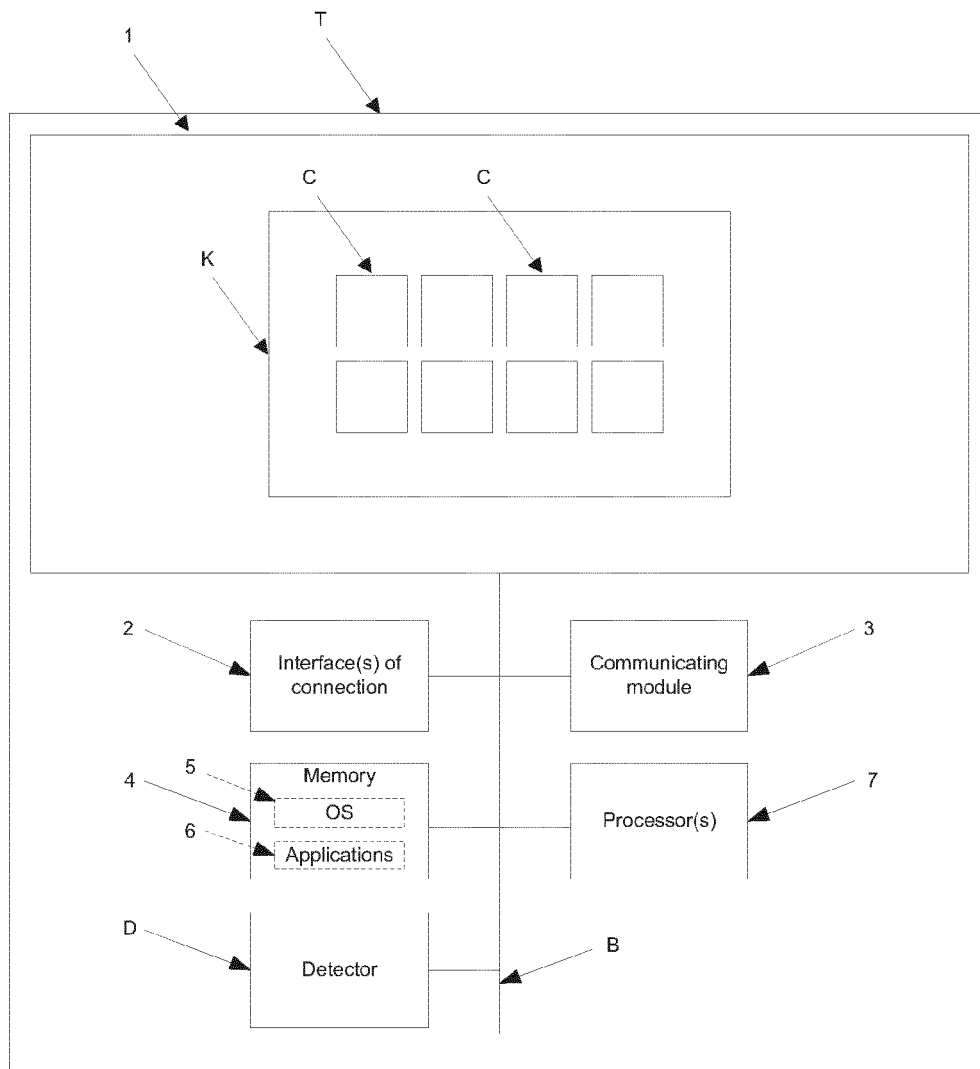 T
1
C
C
K
2
Interface(s) of
connection
Communicating
module
3
5
Memory
4
OS
7
Processor(s)
6
Applications
D
Detector
B